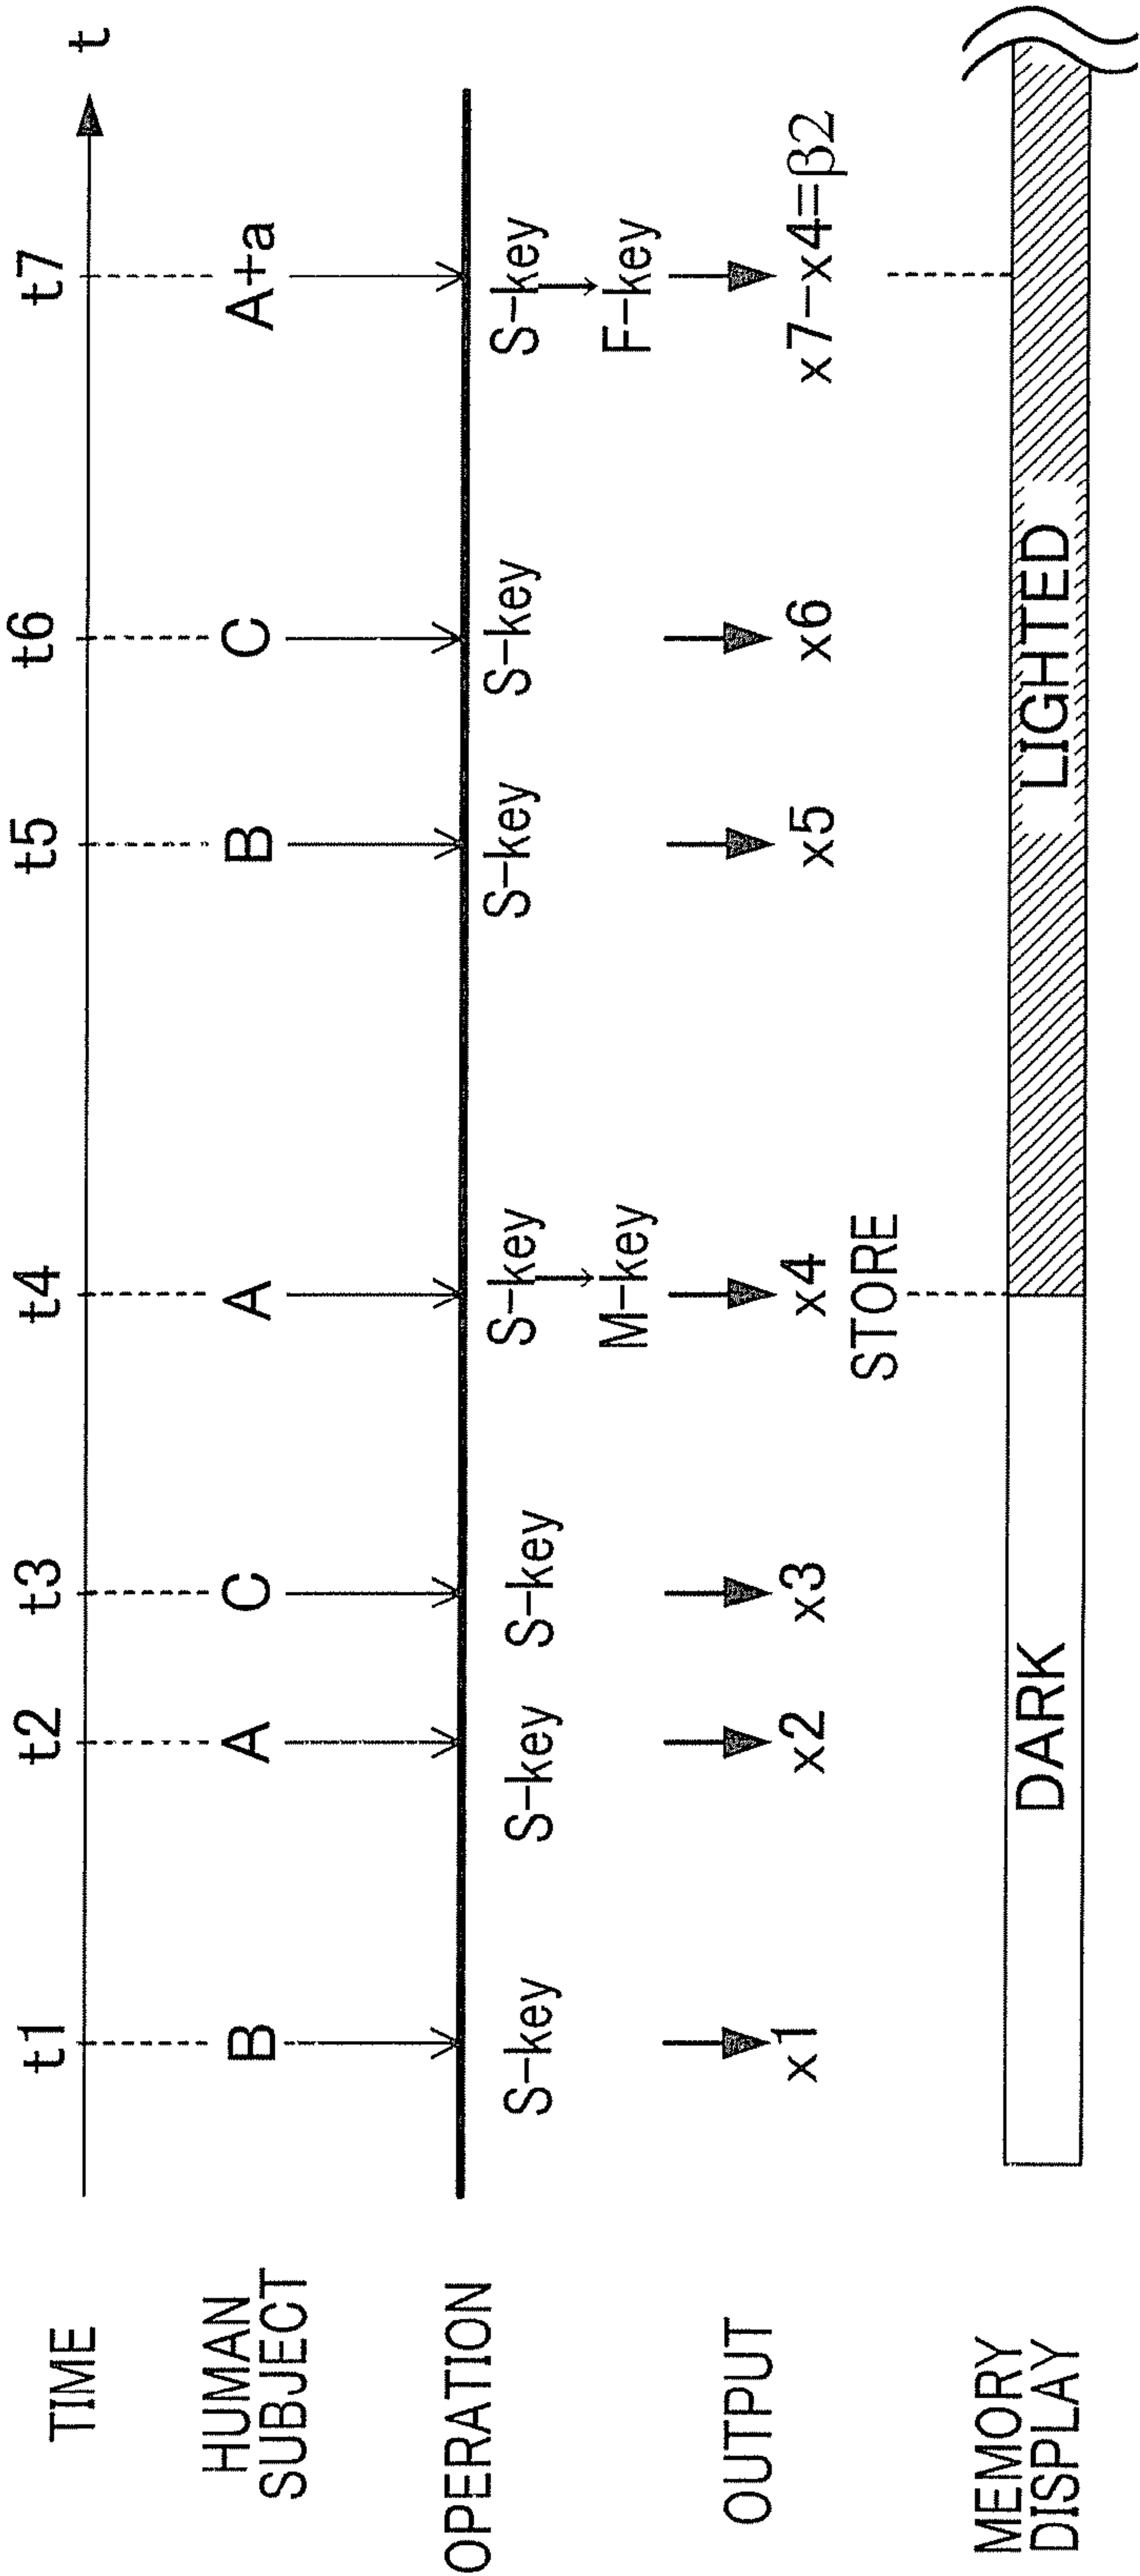 TIME t1 t2 t3 t4 t5 t6 t7 t
HUMAN
SUBJECT
B A C A B C A+a
OPERATION
S-key S-key S-key S-key S-key S-key S-key
M-key F-key
OUTPUT
x1 x2 x3 x4 x5 x6 x7-x4=β2
STORE
MEMORY
DISPLAY
DARK LIGHTED